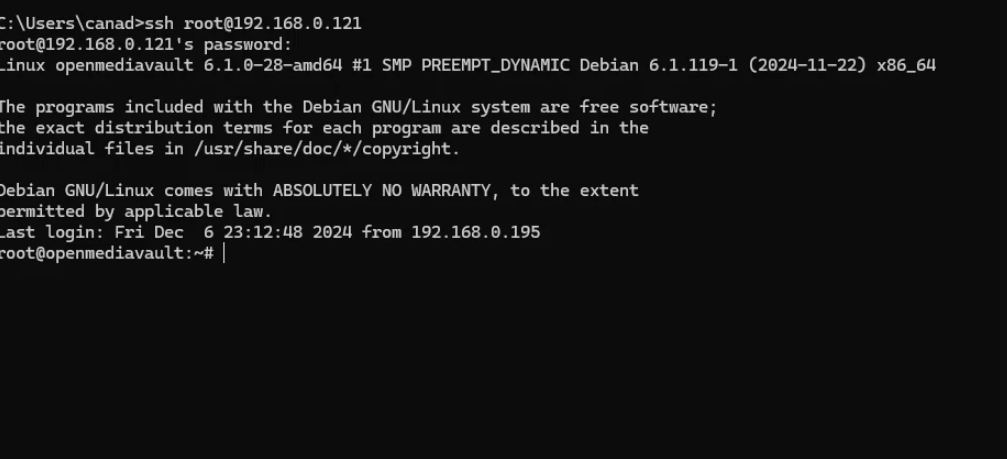 C:\Users\canad>ssh root@192.168.0.121
root@192.168.0.121's password:
Linux openmediavault 6.1.0-28-amd64 #1 SMP PREEMPT_DYNAMIC Debian 6.1.119-1 (2024-11-22) x86_64
The programs included with the Debian GNU/Linux system are free software;
the exact distribution terms for each program are described in the
individual files in /usr/share/doc/*/copyright.
Debian GNU/Linux comes with ABSOLUTELY NO WARRANTY, to the extent
permitted by applicable law.
Last login: Fri Dec  6 23:12:48 2024 from 192.168.0.195
root@openmediavault:~#